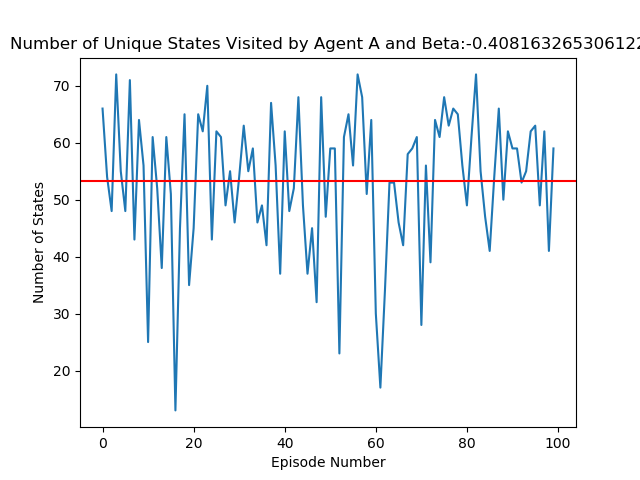 Number of Unique States Visited by Agent A and Beta:-0.408163265306122
70
60
50
40
30
20
Number of States
0 20 40 60 80 100
Episode Number